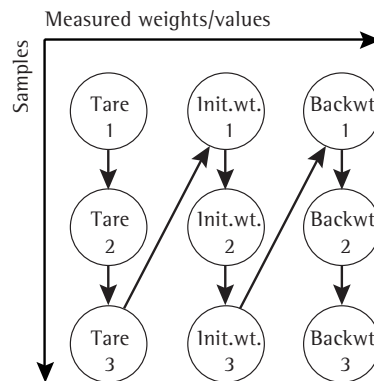 Measured weights/values
Samples
Tare
1
Init.wt.
1
Backwt.
1
Tare
2
Init.wt.
2
Backwt.
2
Tare
3
Init.wt.
3
Backwt.
3